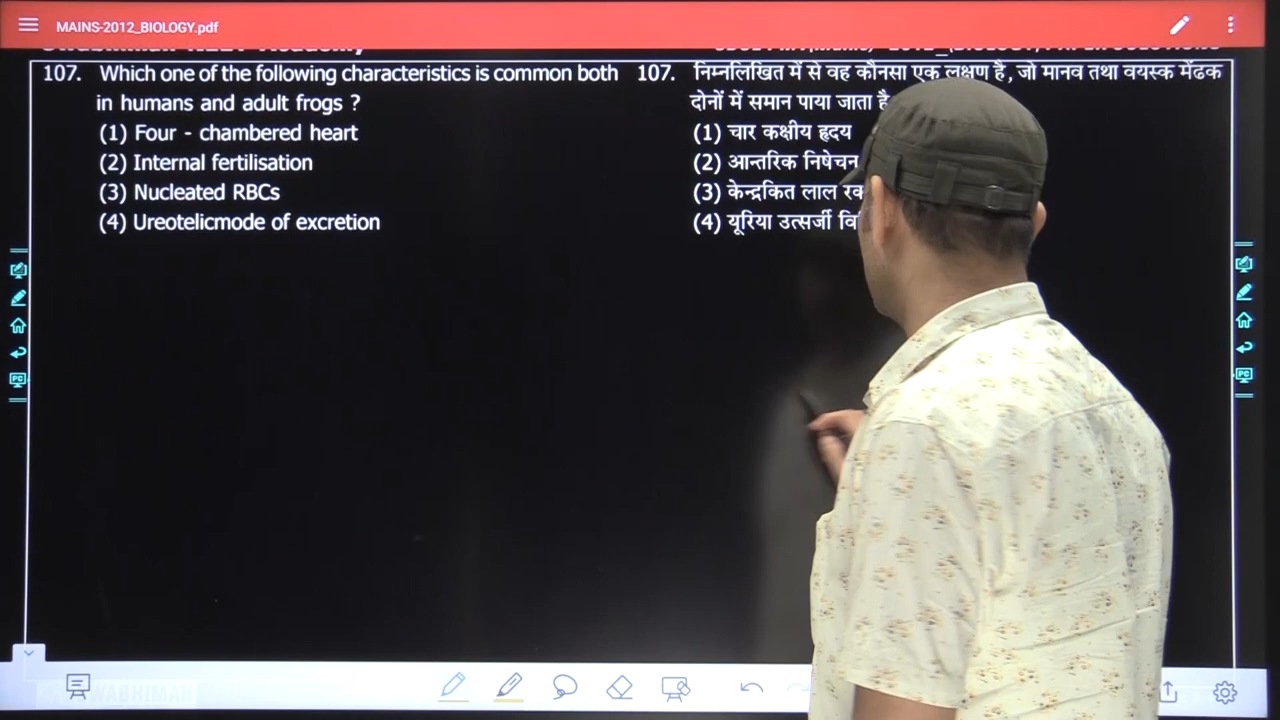 MAINS-2012_BIOLOGY.pdf
107. Which one of the following characteristics is common both
in humans and adult frogs ?
(1) Four - chambered heart
(2) Internal fertilisation
(3) Nucleated RBCs
(4) Ureotelicmode of excretion
107. निम्नलिखित में से वह कौनसा एक लक्षण है, जो मानव तथा वयस्क मेंढक
दोनों में समान पाया जाता है
(1) चार कक्षीय हृदय
(2) आन्तरिक निषेचन
(3) केन्द्रकित लाल
(4) यूरिया उत्सर्जी
PC
PC